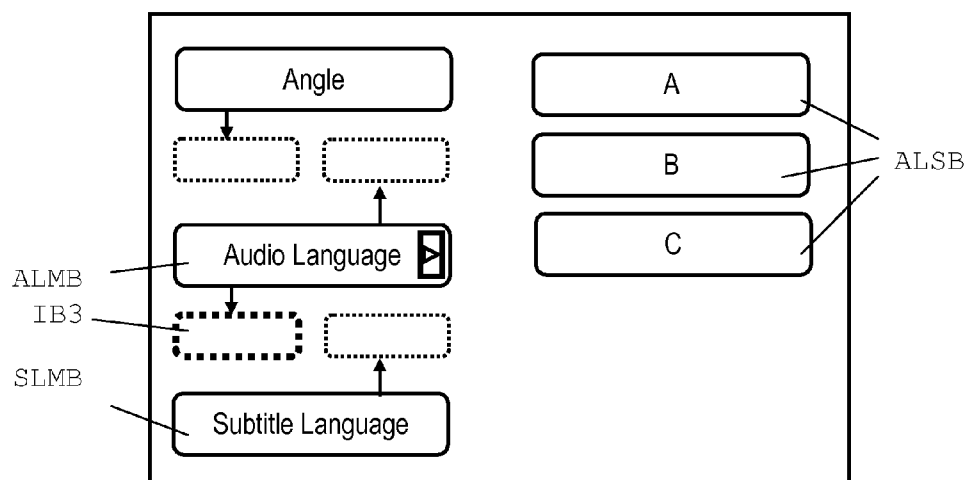 Angle
A
B
ALSB
Audio Language
C
ALMB
IB3
SLMB
Subtitle Language